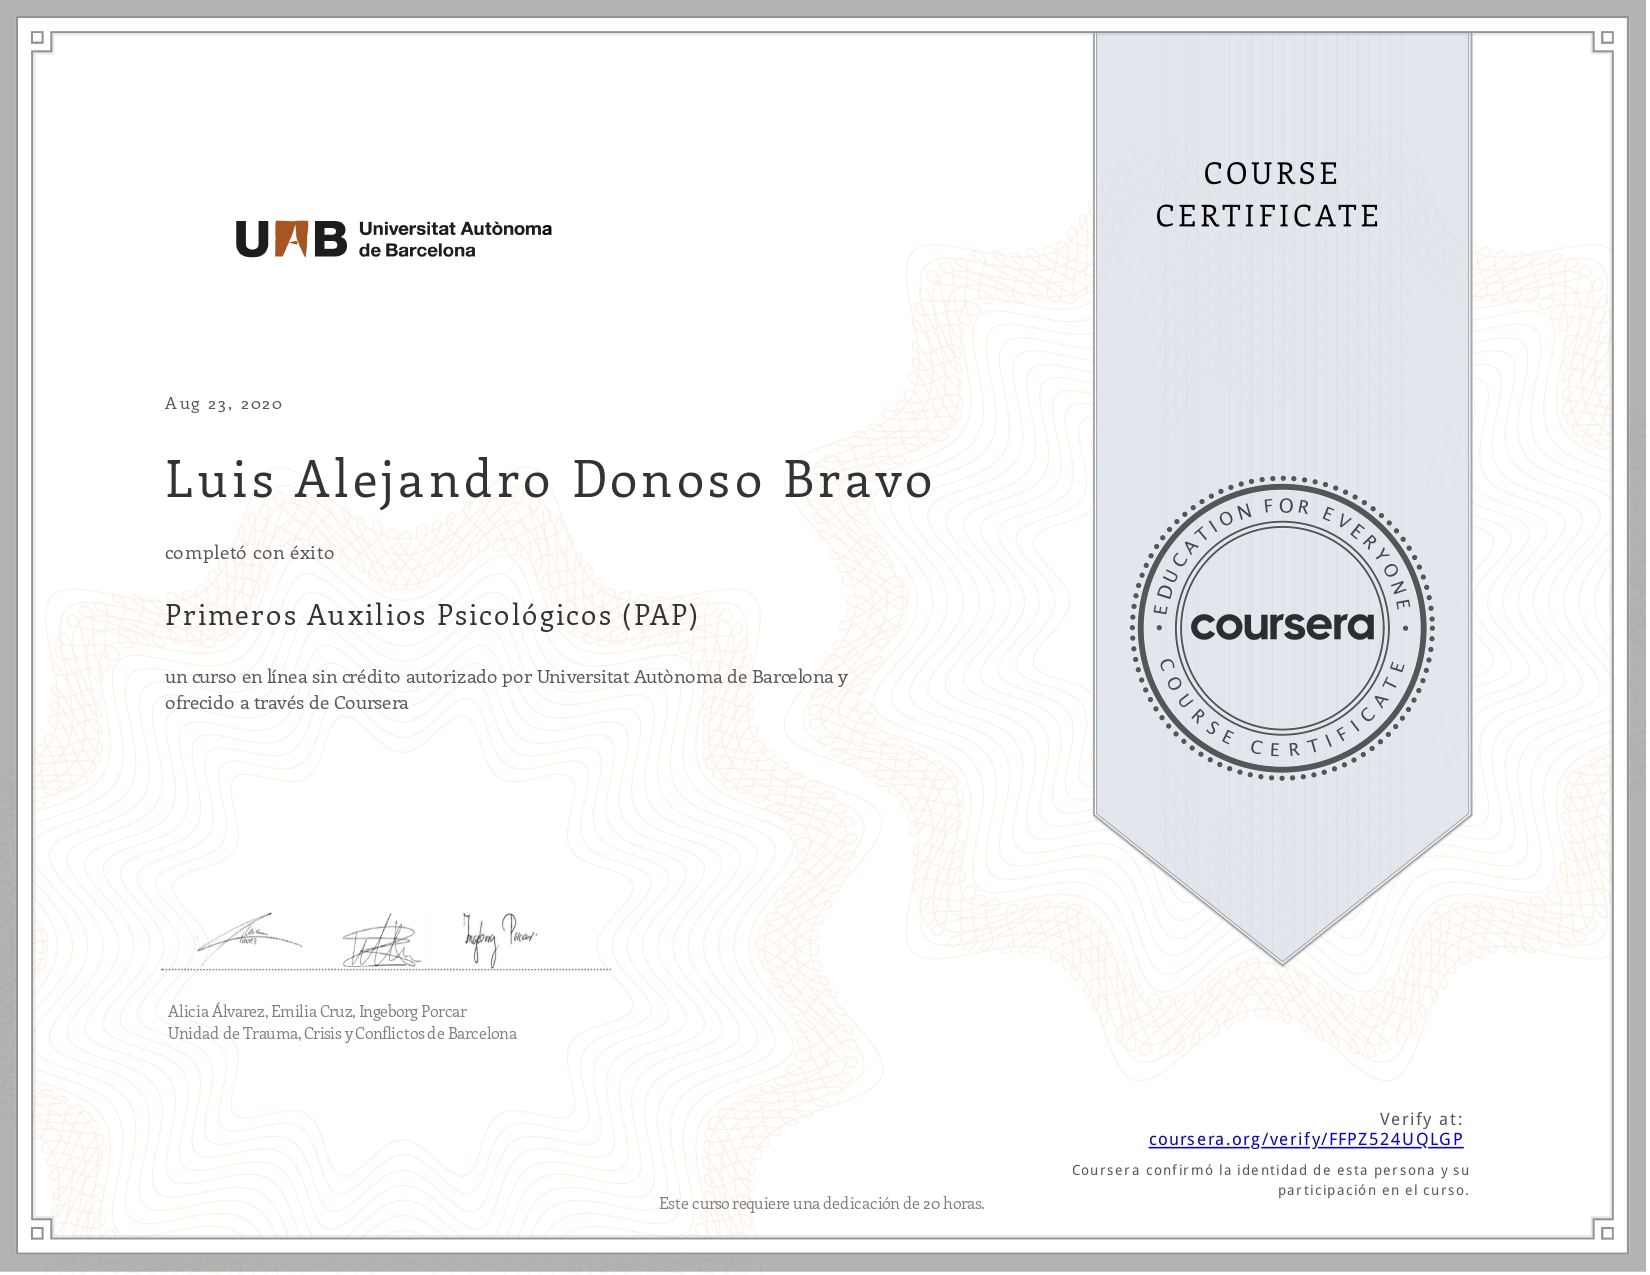 COURSE
CERTIFICATE
UAB Universitat Autònoma
de Barcelona
Aug 23, 2020
Luis Alejandro Donoso Bravo
completó con éxito
Primeros Auxilios Psicológicos (PAP)
un curso en línea sin crédito autorizado por Universitat Autònoma de Barcelona y
ofrecido a través de Coursera
EDUCATION FOR EVERYONE
coursera
COURSE CERTIFICATE
Ingeborg Porcar
Alicia Álvarez, Emilia Cruz, Ingeborg Porcar
Unidad de Trauma, Crisis y Conflictos de Barcelona
Verify at:
coursera.org/verify/FFPZ524UQLGP
Coursera confirmó la identidad de esta persona y su
participación en el curso.
Este curso requiere una dedicación de 20 horas.